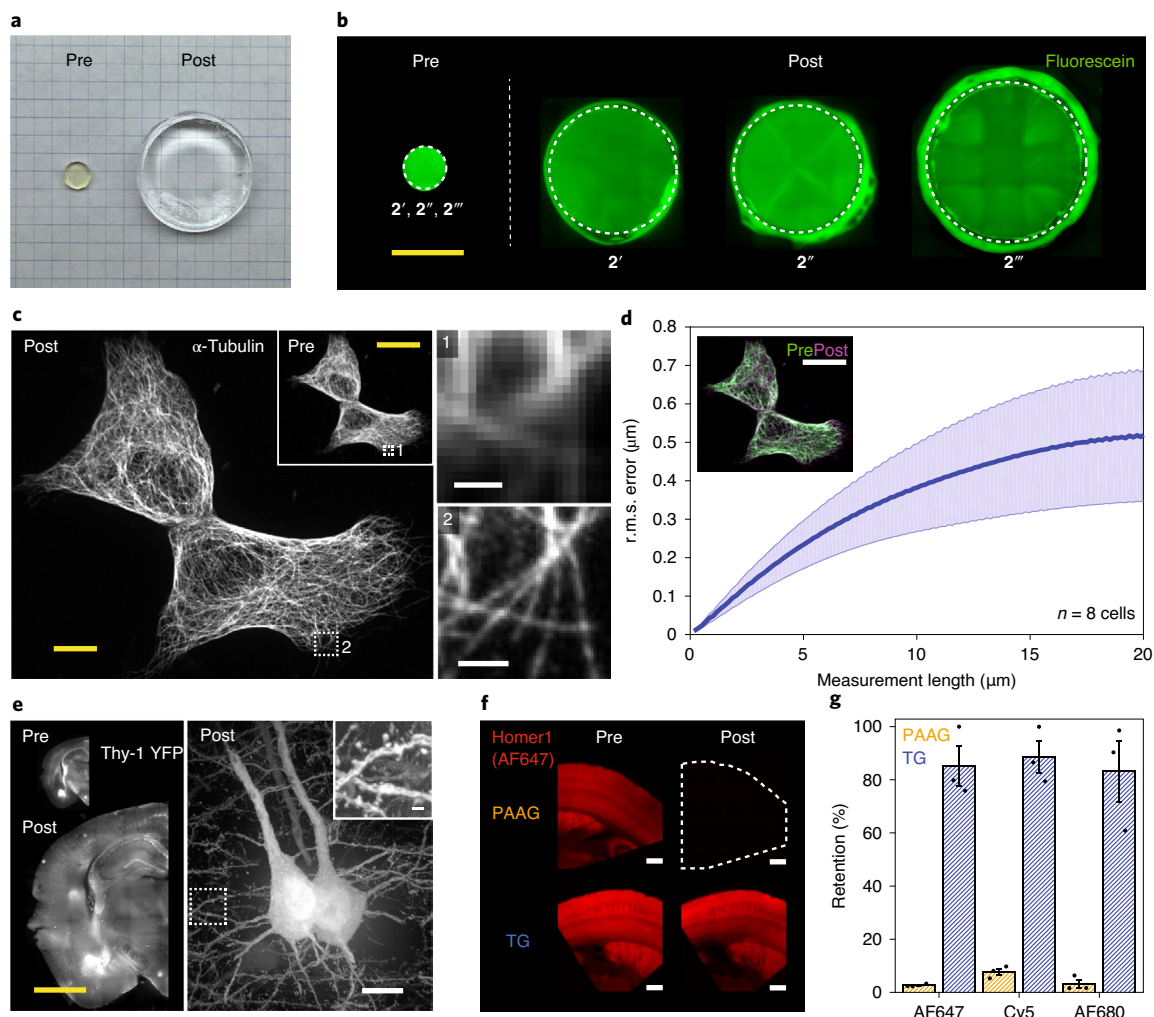 a
Pre
Post
b
Pre
Post
Fluorescein
2′, 2″, 2‴
2′
2″
2‴
c
Post
α-Tubulin
Pre
1
1
2
2
d
0.8
0.7
0.6
0.5
0.4
0.3
0.2
0.1
0
r.m.s. error (μm)
PrePost
n = 8 cells
0
5
10
15
20
Measurement length (μm)
e
Pre
Thy-1 YFP
Post
Post
f
Homer1
(AF647)
Pre
Post
PAAG
TG
g
100
80
60
40
20
0
Retention (%)
PAAG
TG
AF647
Cy5
AF680